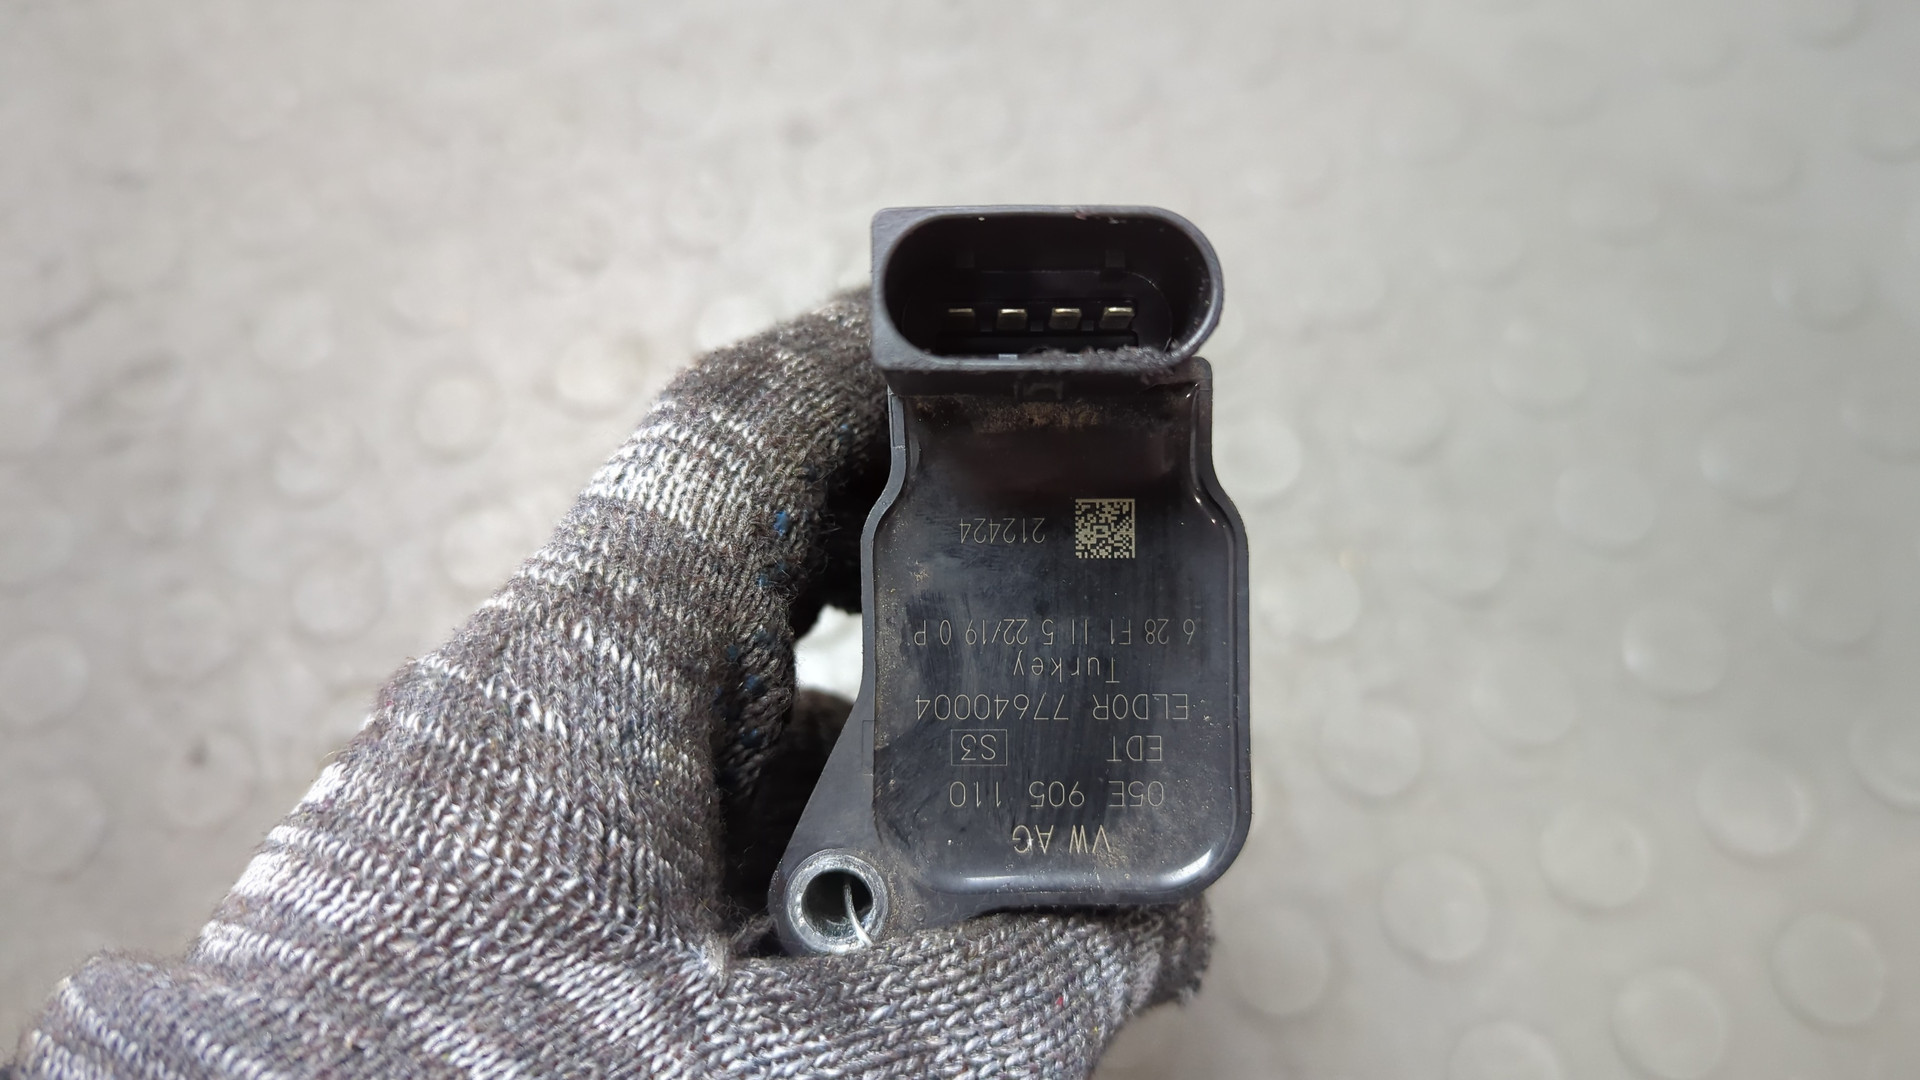 VW AG
05E 905 110
EDT S3
ELDOR 77640004
Turkey
6 28 F1 11 5 22/19 0 P
212424